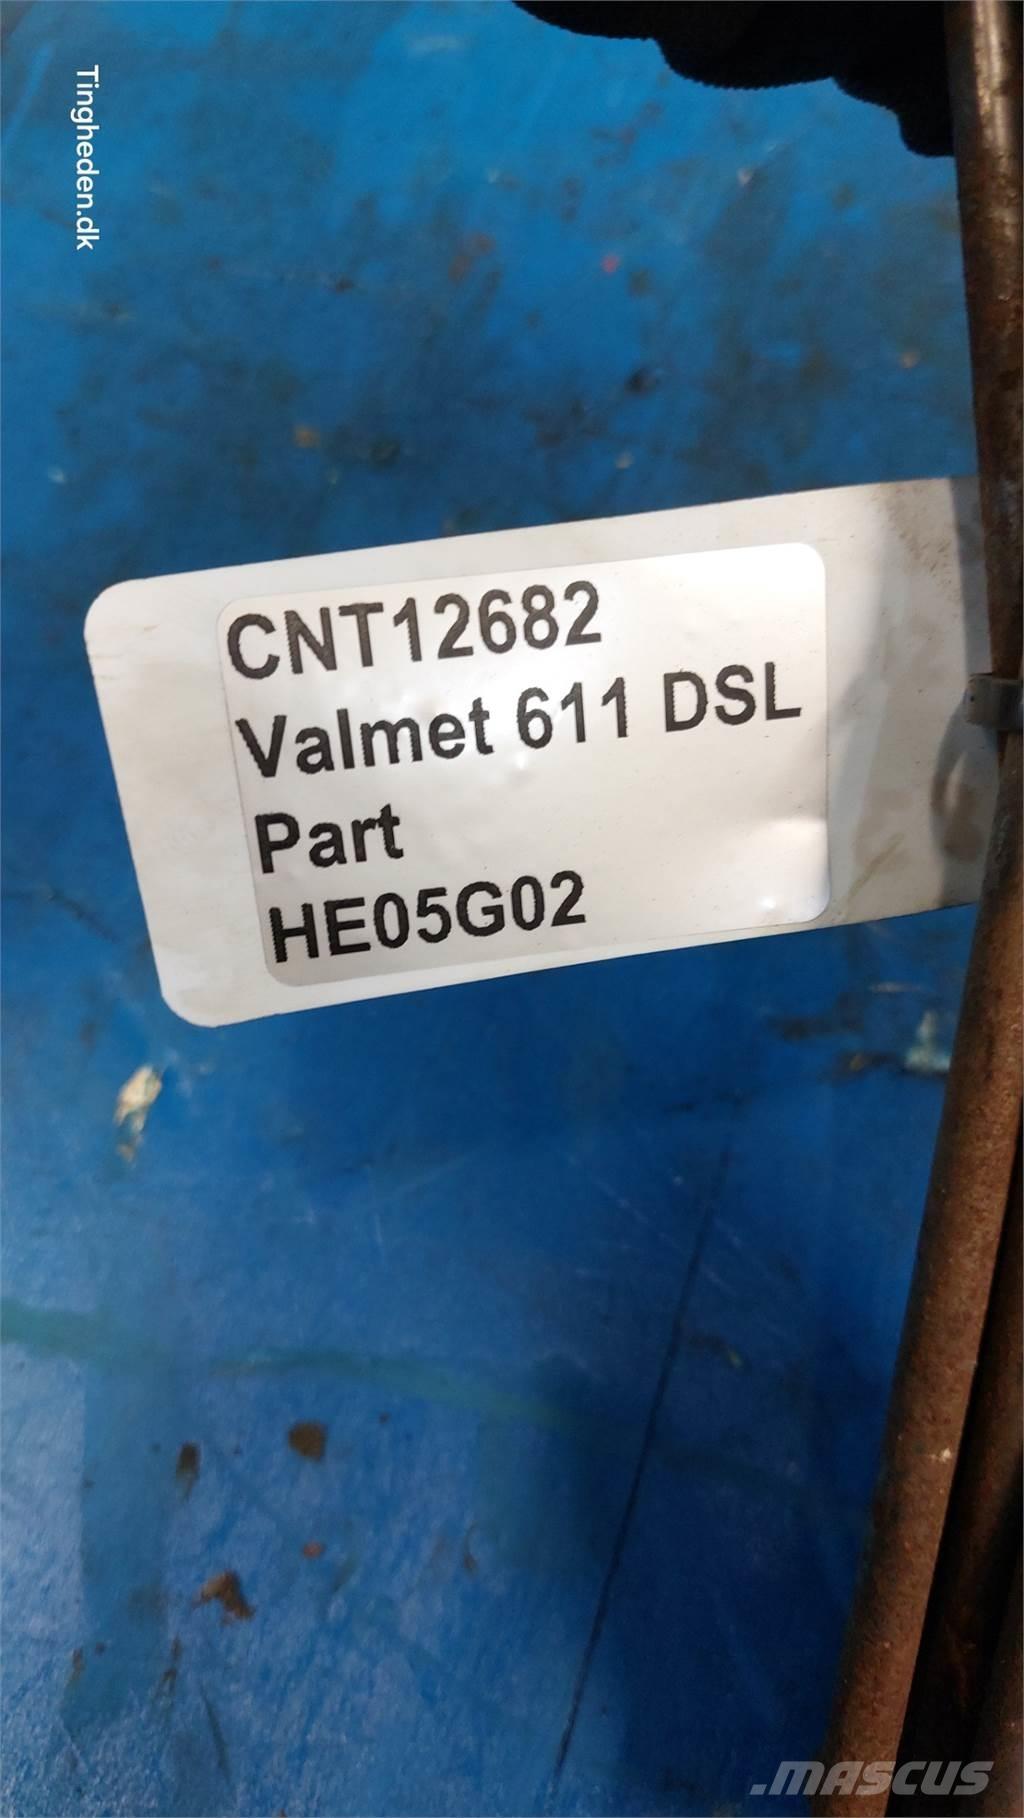 Tingheden.dk
CNT12682
Valmet 611 DSL
Part
HE05G02
.MASCUS